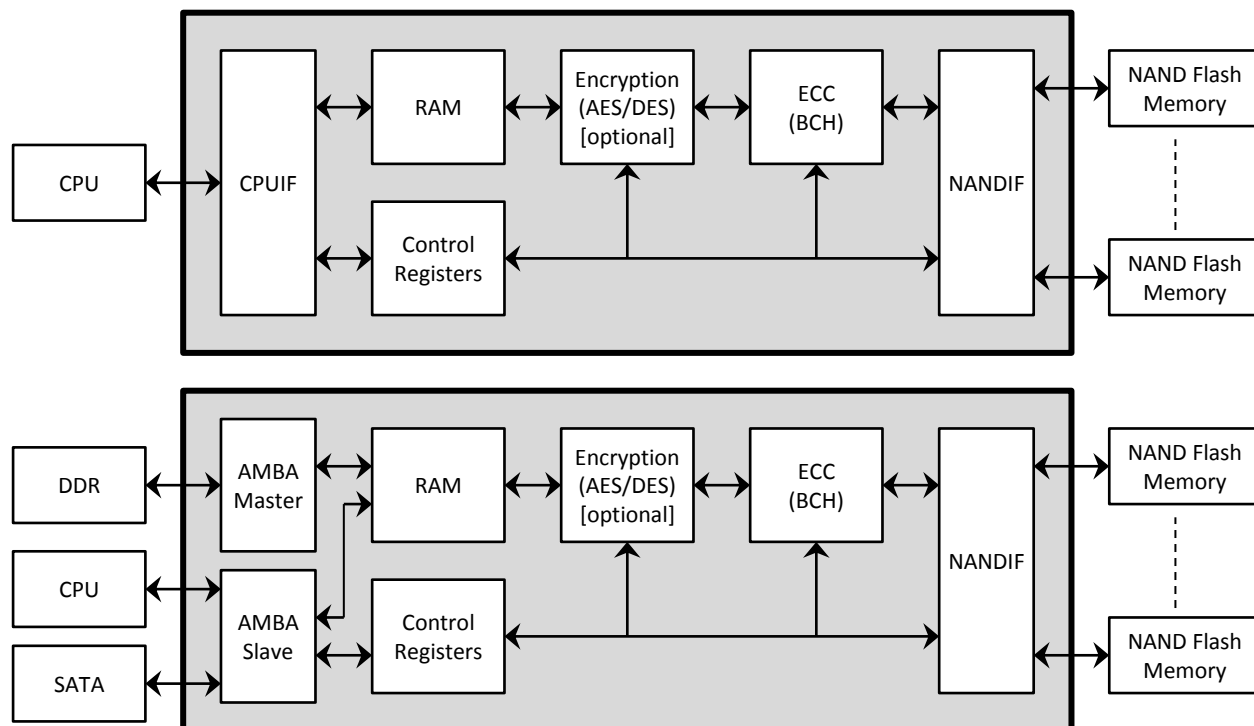 CPU
CPUIF
RAM
Control
Registers
Encryption
(AES/DES)
[optional]
ECC
(BCH)
NANDIF
NAND Flash
Memory
NAND Flash
Memory
DDR
CPU
SATA
AMBA
Master
AMBA
Slave
RAM
Control
Registers
Encryption
(AES/DES)
[optional]
ECC
(BCH)
NANDIF
NAND Flash
Memory
NAND Flash
Memory